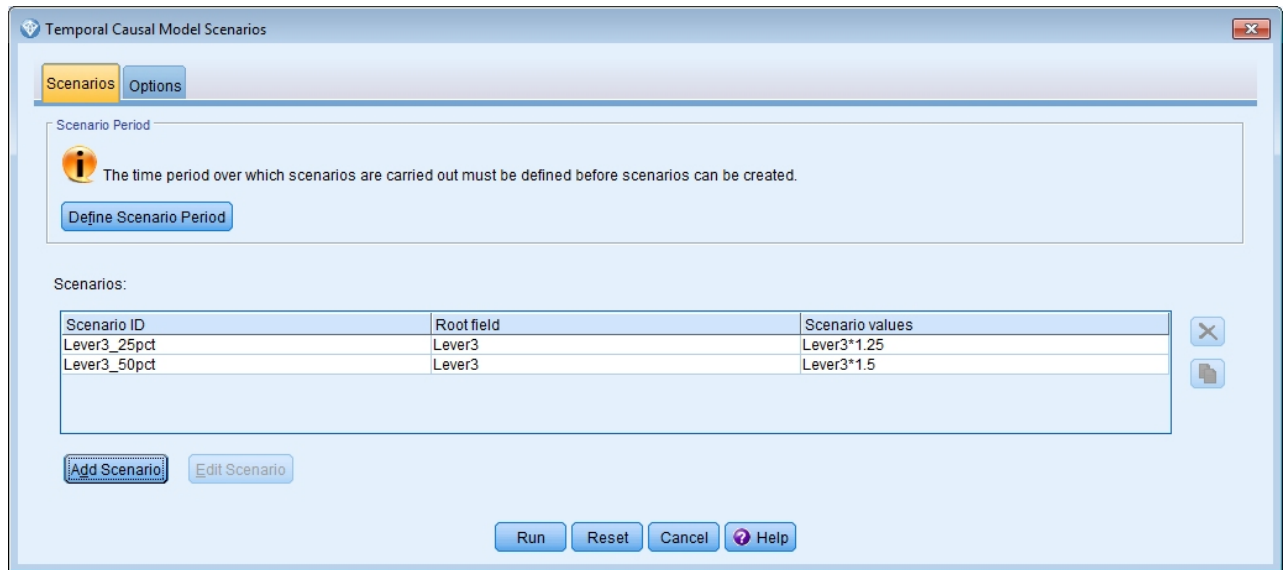 Temporal Causal Model Scenarios
Scenarios Options
Scenario Period
The time period over which scenarios are carried out must be defined before scenarios can be created.
Define Scenario Period
Scenarios:
Scenario ID Root field Scenario values
Lever3_25pct Lever3 Lever3*1.25
Lever3_50pct Lever3 Lever3*1.5
Add Scenario Edit Scenario
Run Reset Cancel Help